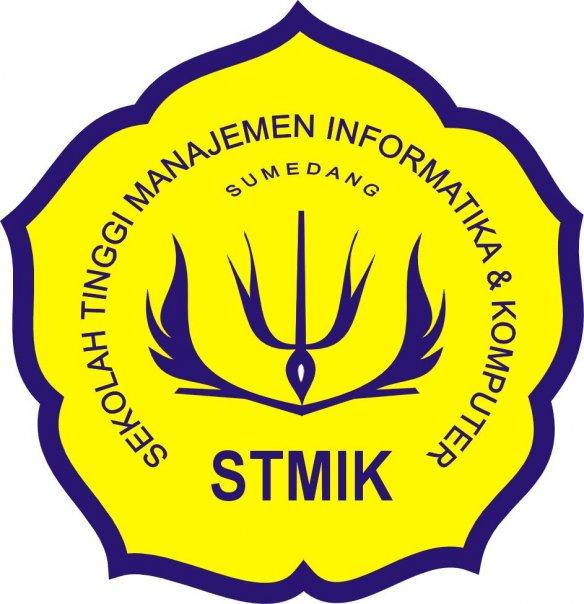 SEKOLAH TINGGI MANAJEMEN INFORMATIKA & KOMPUTER
SUMEDANG
STMIK